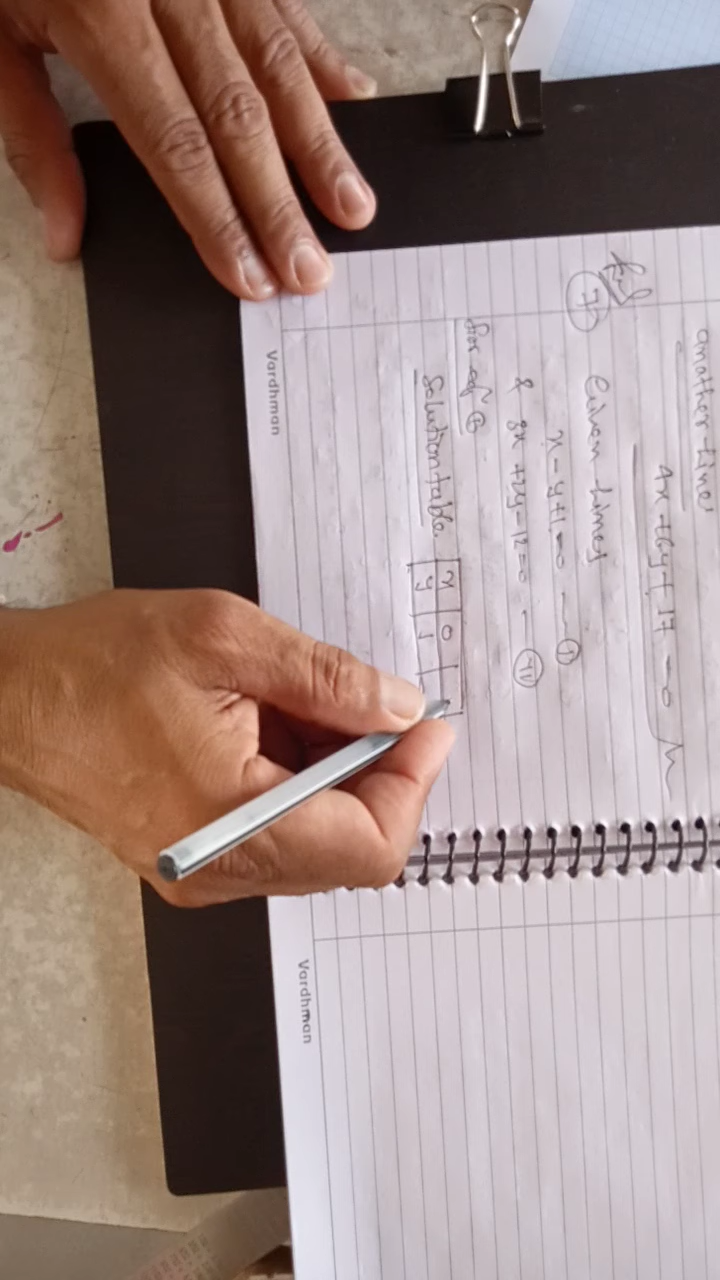 another line
4x + 6y + 17 = 0
Sol
7) Given lines
x - y + 1 = 0 — I
& 3x + 2y - 12 = 0 — II
for eqn I
Solution table
x 0
y 1
Vardhman
Vardhman